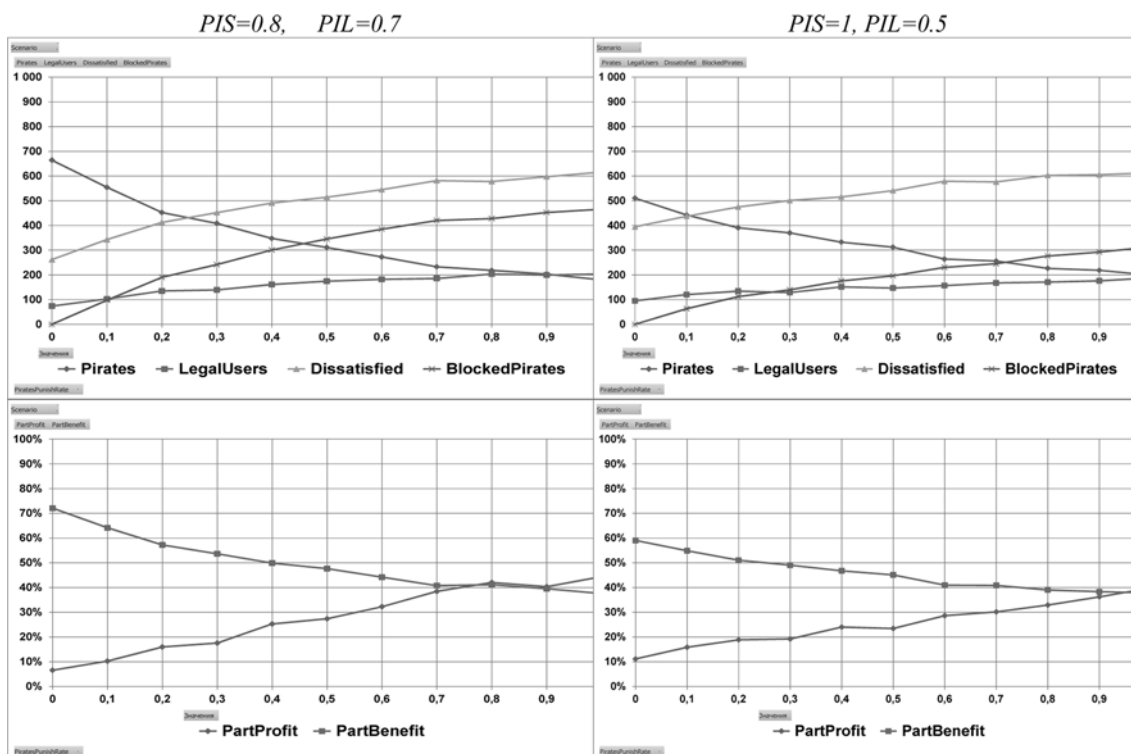 PIS=0.8, PIL=0.7
PIS=1, PIL=0.5
Scenario
Pirates LegalUsers Dissatisfied BlockedPirates
1 000
900
800
700
600
500
400
300
200
100
0
0 0,1 0,2 0,3 0,4 0,5 0,6 0,7 0,8 0,9
Значения
Pirates LegalUsers Dissatisfied BlockedPirates
PiratesPunishRate
Scenario
Pirates LegalUsers Dissatisfied BlockedPirates
1 000
900
800
700
600
500
400
300
200
100
0
0 0,1 0,2 0,3 0,4 0,5 0,6 0,7 0,8 0,9
Значения
Pirates LegalUsers Dissatisfied BlockedPirates
PiratesPunishRate
Scenario
PartProfit PartBenefit
100%
90%
80%
70%
60%
50%
40%
30%
20%
10%
0%
0 0,1 0,2 0,3 0,4 0,5 0,6 0,7 0,8 0,9
Значения
PartProfit PartBenefit
PiratesPunishRate
Scenario
PartProfit PartBenefit
100%
90%
80%
70%
60%
50%
40%
30%
20%
10%
0%
0 0,1 0,2 0,3 0,4 0,5 0,6 0,7 0,8 0,9
Значения
PartProfit PartBenefit
PiratesPunishRate